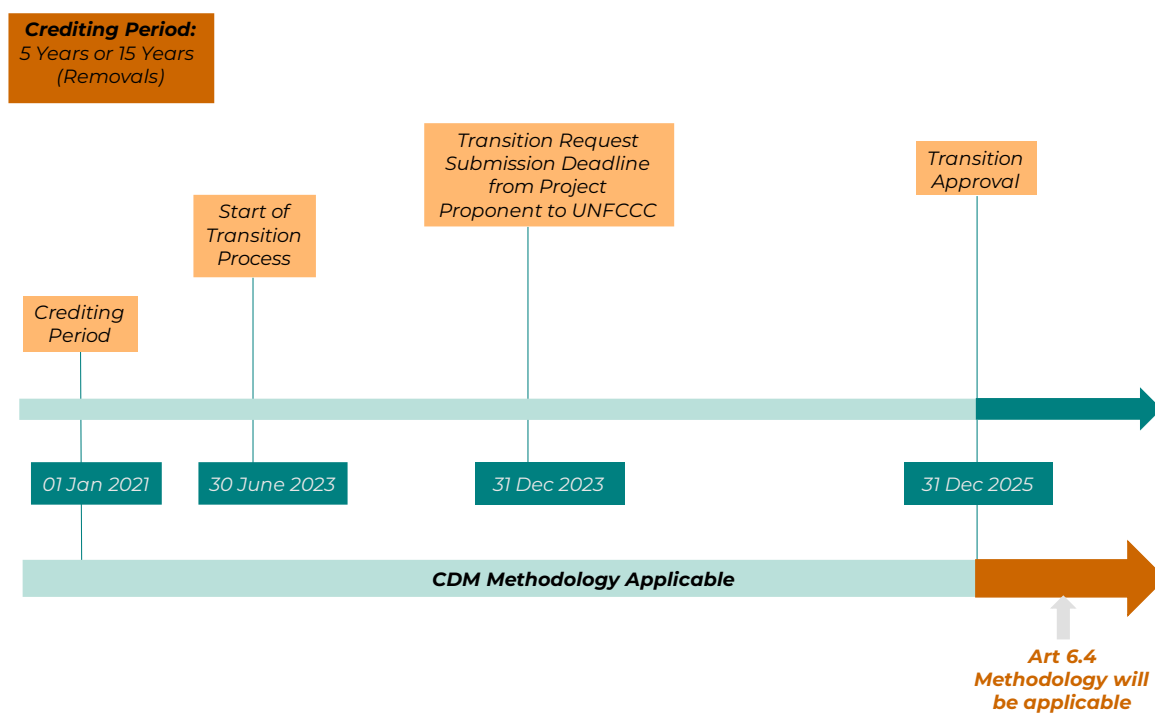 Crediting Period:
5 Years or 15 Years
(Removals)
Transition Request
Submission Deadline
from Project
Proponent to UNFCCC
Transition
Approval
Start of
Transition
Process
Crediting
Period
01 Jan 2021
30 June 2023
31 Dec 2023
31 Dec 2025
CDM Methodology Applicable
Art 6.4
Methodology will
be applicable